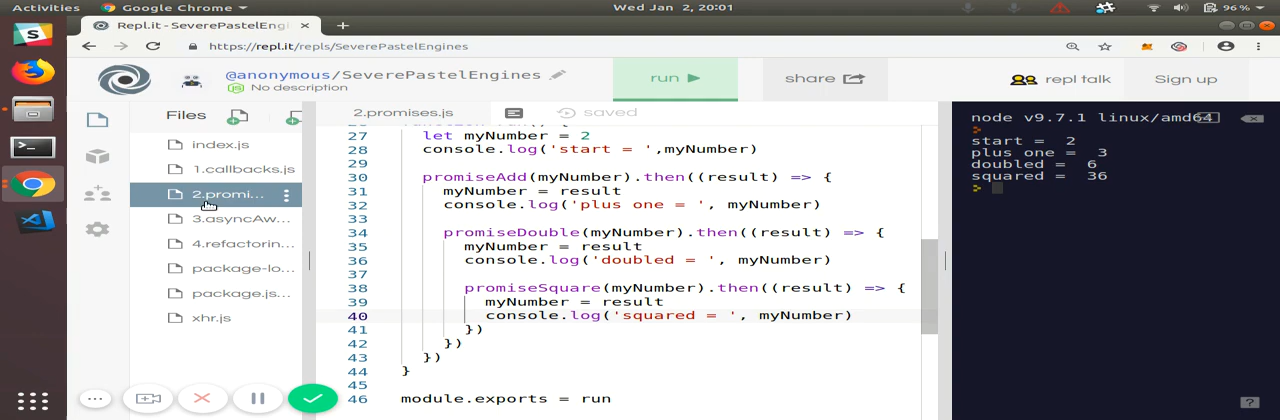 Activities Google Chrome Wed Jan 2, 20:01 96 %
Repl.it - SeverePastelEngi
https://repl.it/repls/SeverePastelEngines
@anonymous/SeverePastelEngines
No description
run
share
repl talk
Sign up
Files
index.js
1.callbacks.js
2.promi...
3.asyncAw...
4.refactorin...
package-lo...
package.js...
xhr.js
2.promises.js
saved
27 let myNumber = 2
28 console.log('start = ',myNumber)
29
30 promiseAdd(myNumber).then((result) => {
31 myNumber = result
32 console.log('plus one = ', myNumber)
33
34 promiseDouble(myNumber).then((result) => {
35 myNumber = result
36 console.log('doubled = ', myNumber)
37
38 promiseSquare(myNumber).then((result) => {
39 myNumber = result
40 console.log('squared = ', myNumber)
41 })
42 })
43 })
44 }
45
46 module.exports = run
node v9.7.1 linux/amd64
start = 2
plus one = 3
doubled = 6
squared = 36